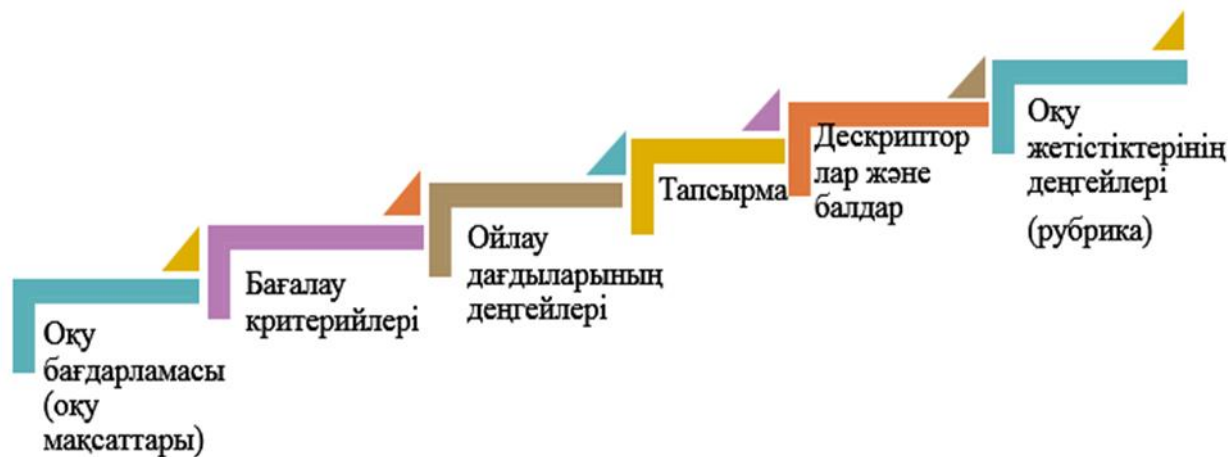 Оқу
бағдарламасы
(оқу
мақсаттары)
Бағалау
критерийлері
Ойлау
дағдыларының
деңгейлері
Тапсырма
Дескриптор
лар және
балдар
Оқу
жетістіктерінің
деңгейлері
(рубрика)